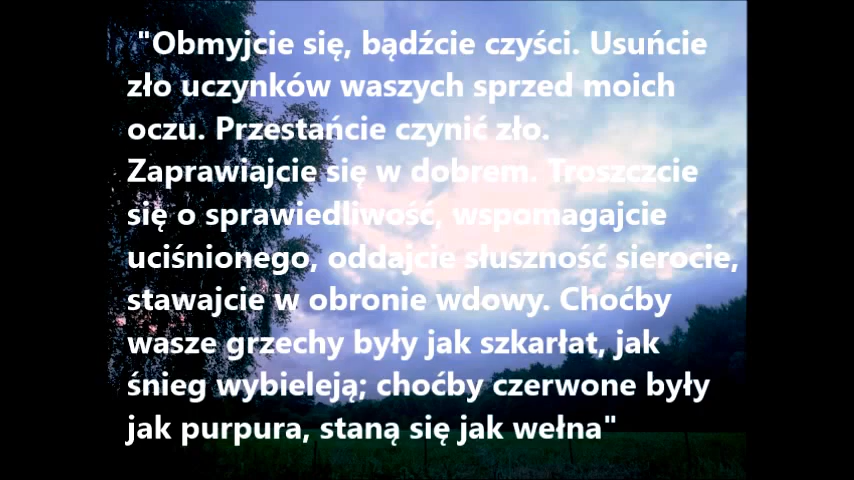 "Obmyjcie się, bądźcie czyści. Usuńcie
zło uczynków waszych sprzed moich
oczu. Przestańcie czynić zło.
Zaprawiajcie się w dobrem. Troszczcie
się o sprawiedliwość, wspomagajcie
uciśnionego, oddajcie słuszność sierocie,
stawajcie w obronie wdowy. Choćby
wasze grzechy były jak szkarłat, jak
śnieg wybieleją; choćby czerwone były
jak purpura, staną się jak wełna"